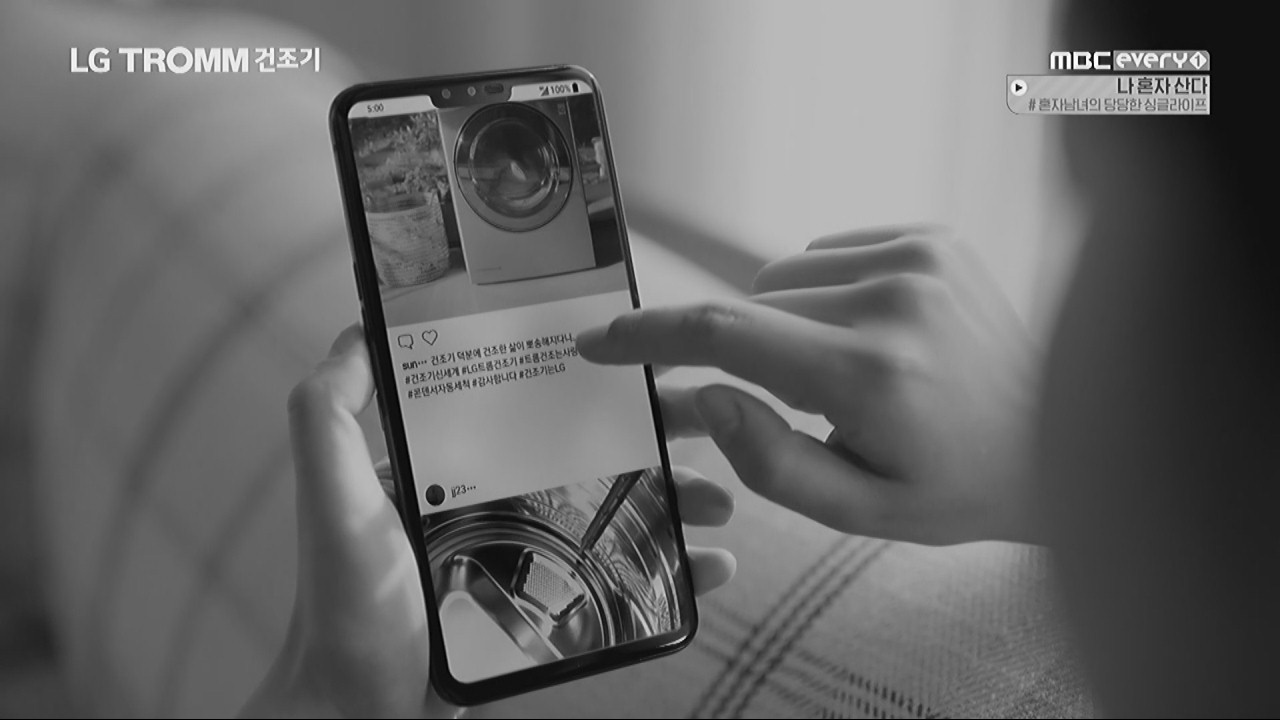 LG TROMM 건조기
MBC every1
나 혼자 산다
# 혼자남녀의 당당한 싱글라이프
5:00
100%
sun··· 건조기 덕분에 건조한 삶이 뽀송해지다니..
#건조기신세계 #LG트롬건조기 #트롬건조는사랑
#콘덴서자동세척 #감사합니다 #건조기는LG
jj23···